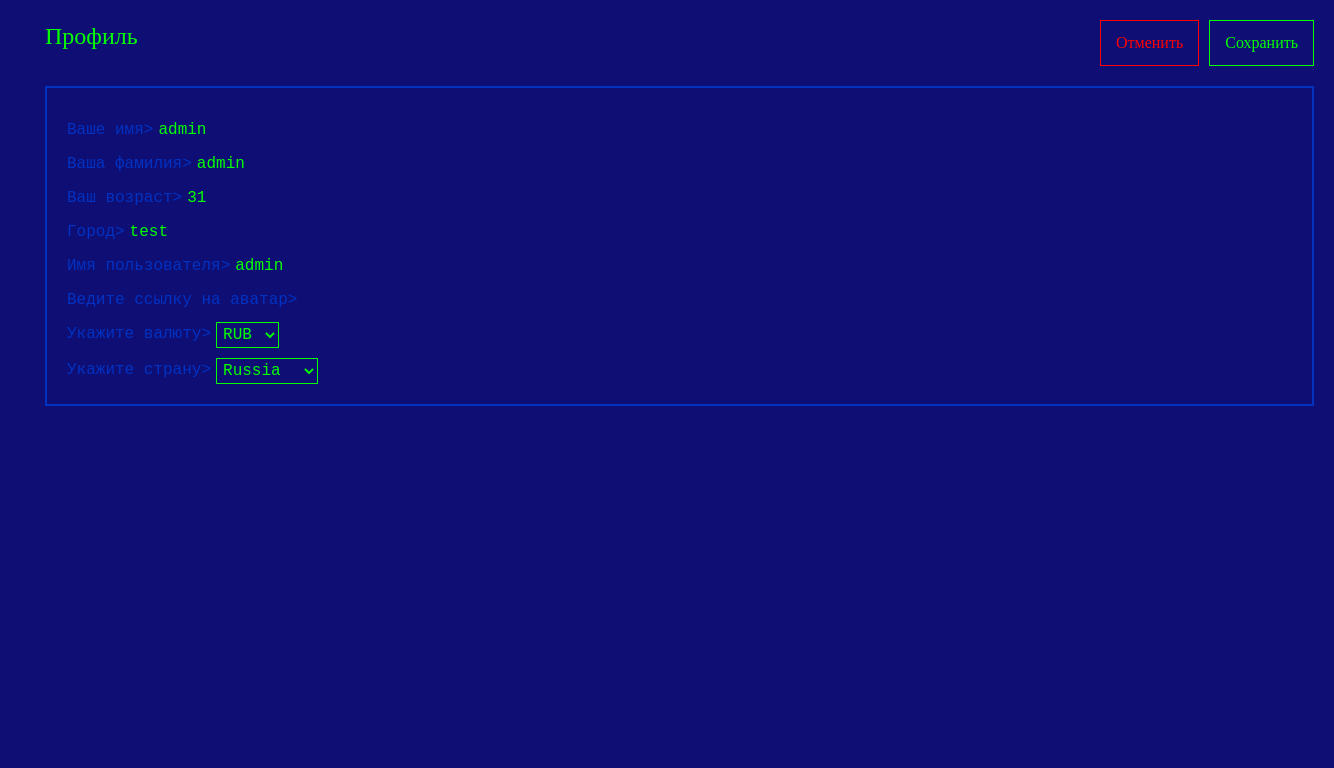 Профиль
Отменить
Сохранить
Ваше имя> admin
Ваша фамилия> admin
Ваш возраст> 31
Город> test
Имя пользователя> admin
Ведите ссылку на аватар>
Укажите валюту> RUB
Укажите страну> Russia